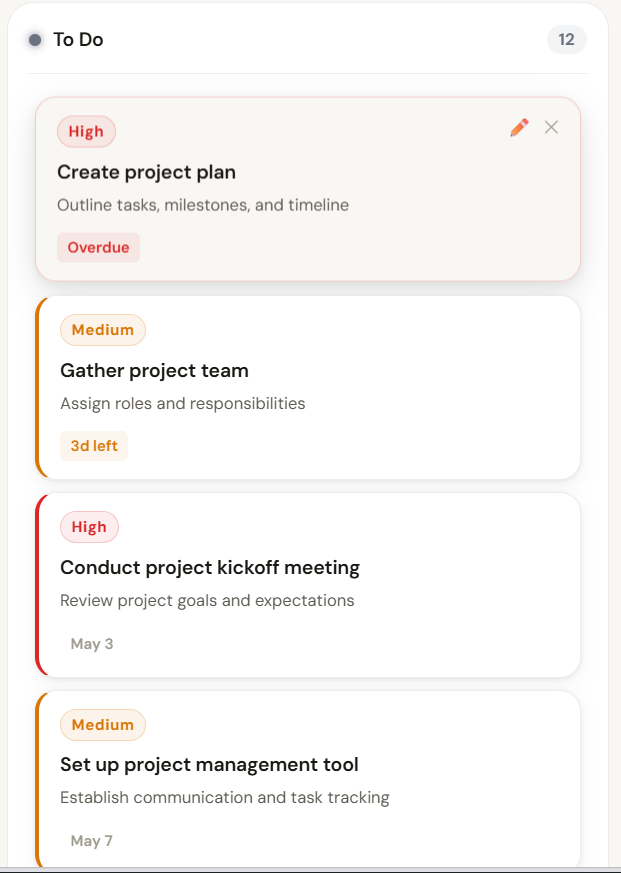 To Do
12
High
Create project plan
Outline tasks, milestones, and timeline
Overdue
Medium
Gather project team
Assign roles and responsibilities
3d left
High
Conduct project kickoff meeting
Review project goals and expectations
May 3
Medium
Set up project management tool
Establish communication and task tracking
May 7